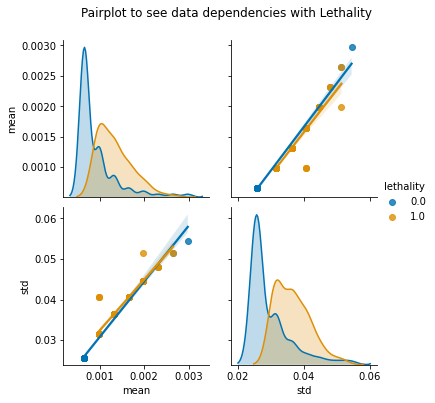 Pairplot to see data dependencies with Lethality
0.0030
0.0025
0.0020
0.0015
0.0010
mean
lethality
0.0
1.0
0.06
0.05
0.04
0.03
std
0.001 0.002 0.003
mean
0.02 0.04 0.06
std